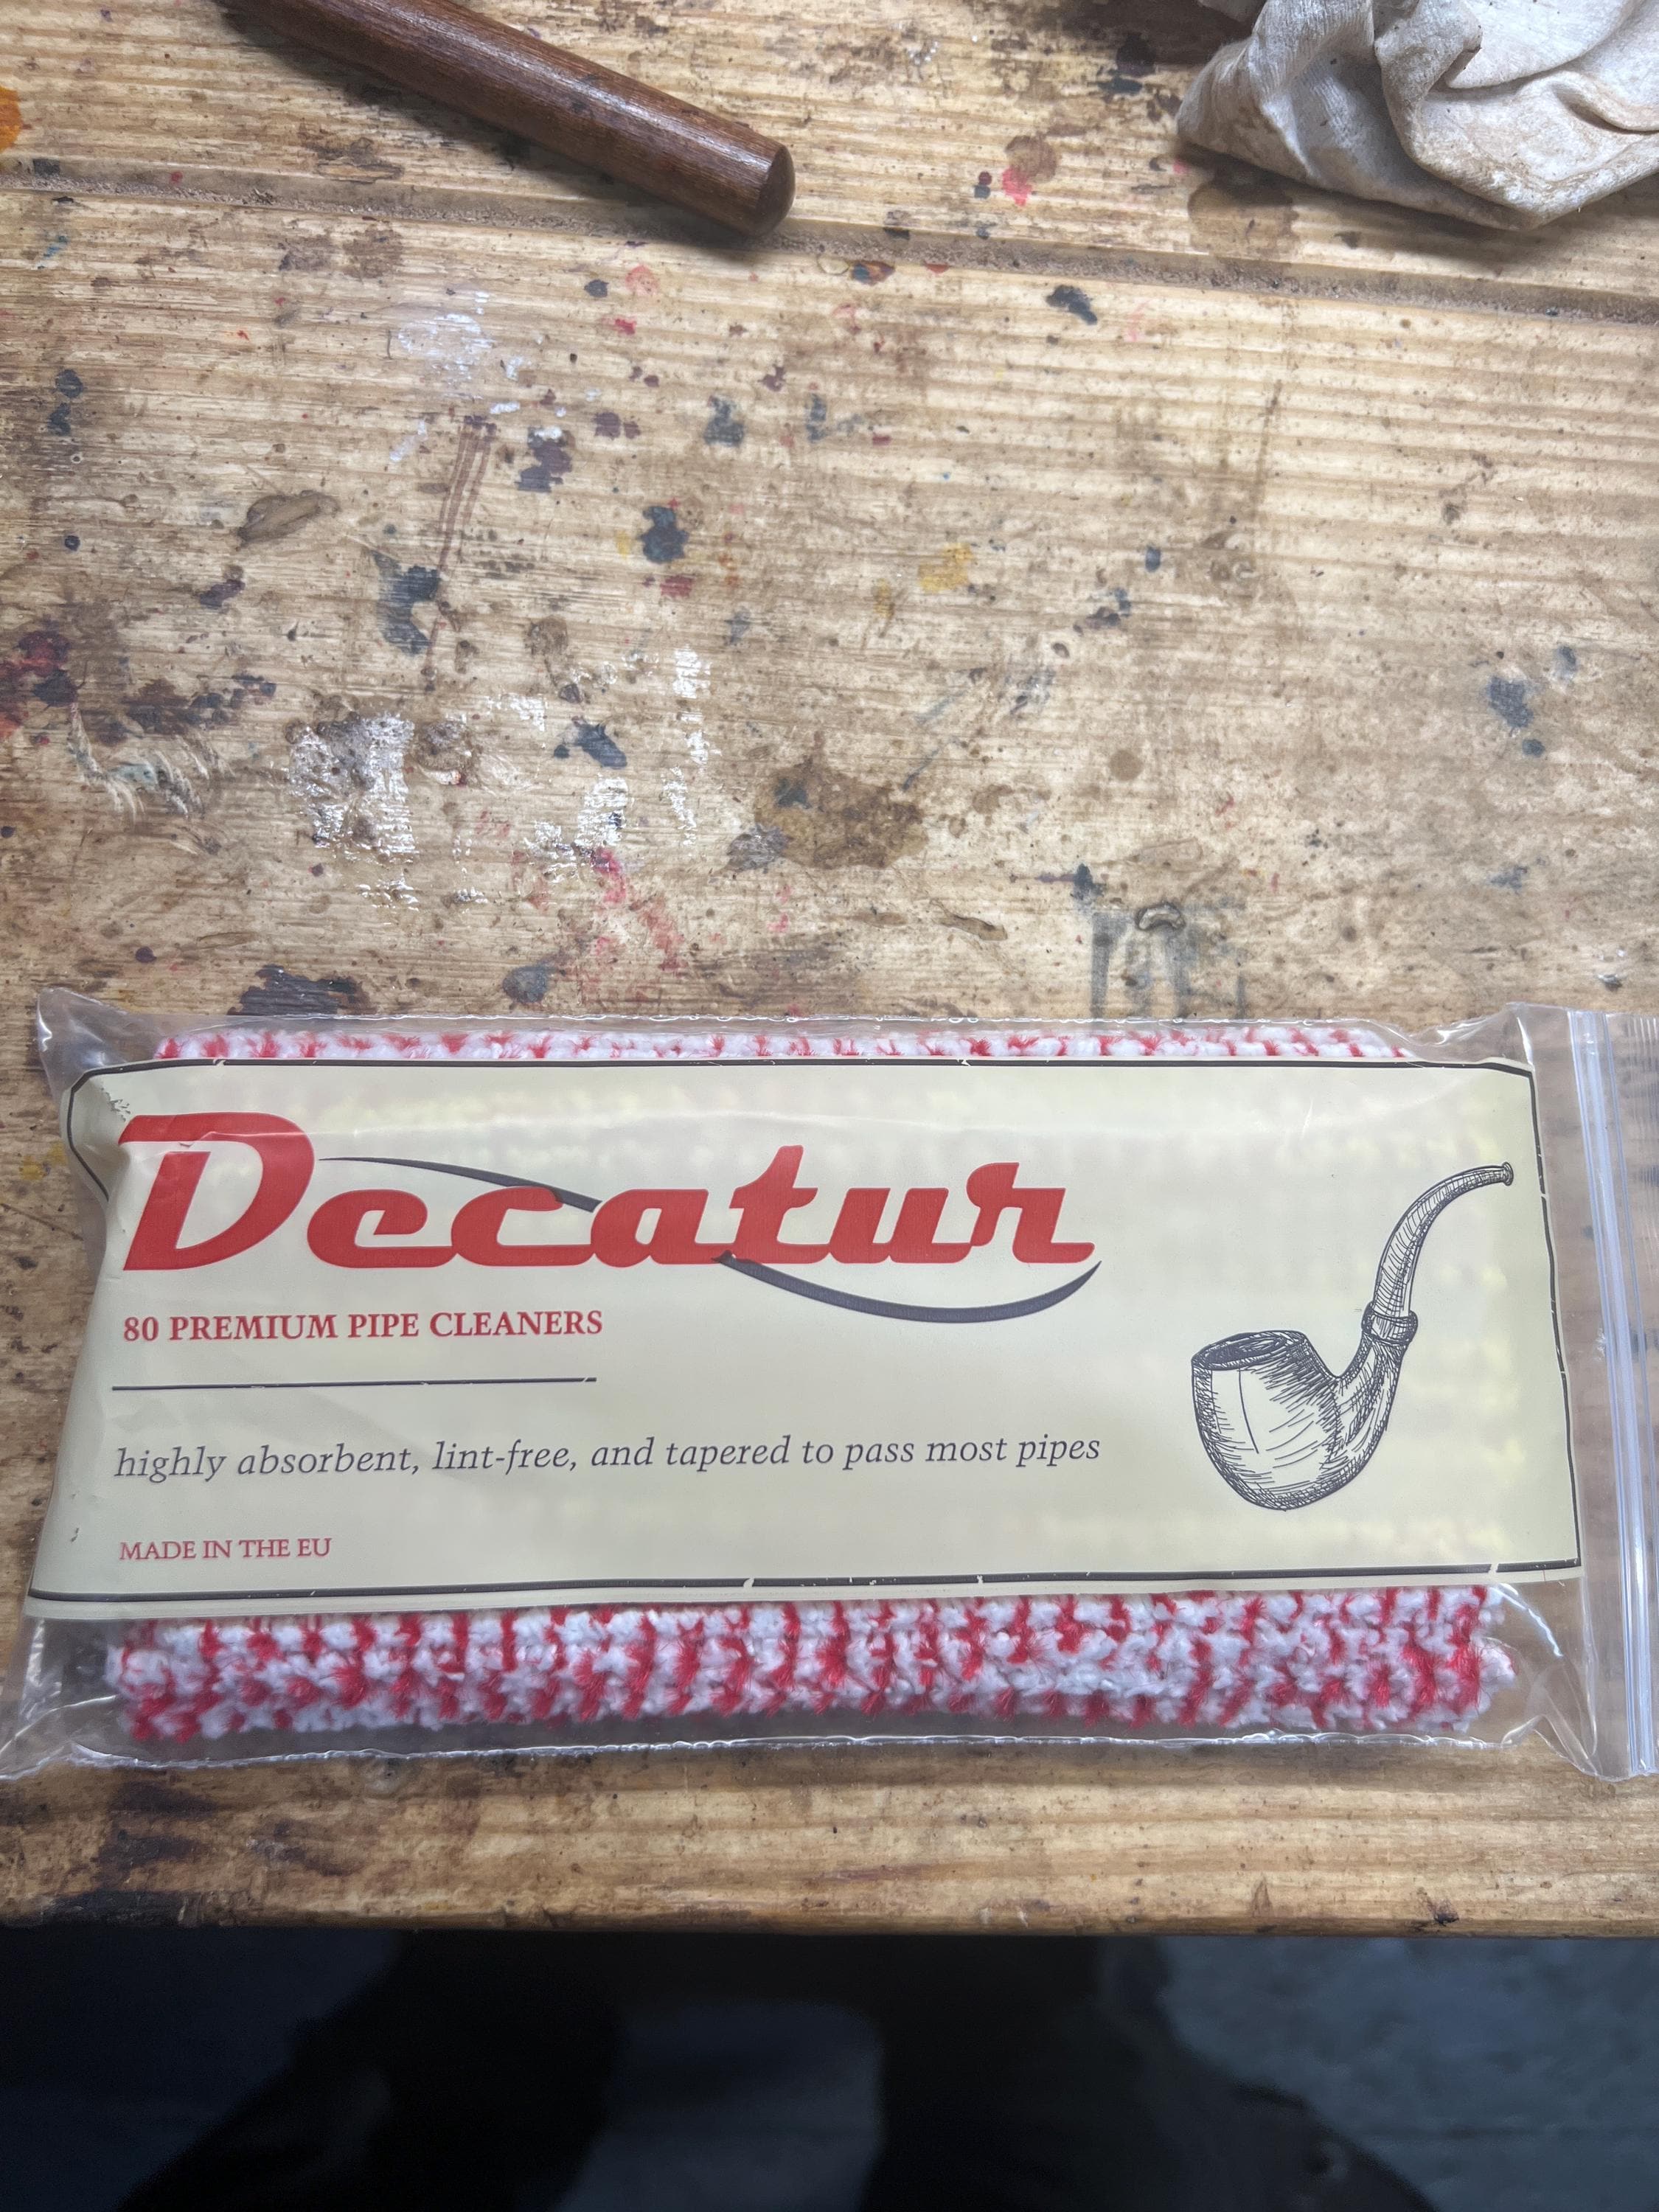 Decatur
80 PREMIUM PIPE CLEANERS
highly absorbent, lint-free, and tapered to pass most pipes
MADE IN THE EU